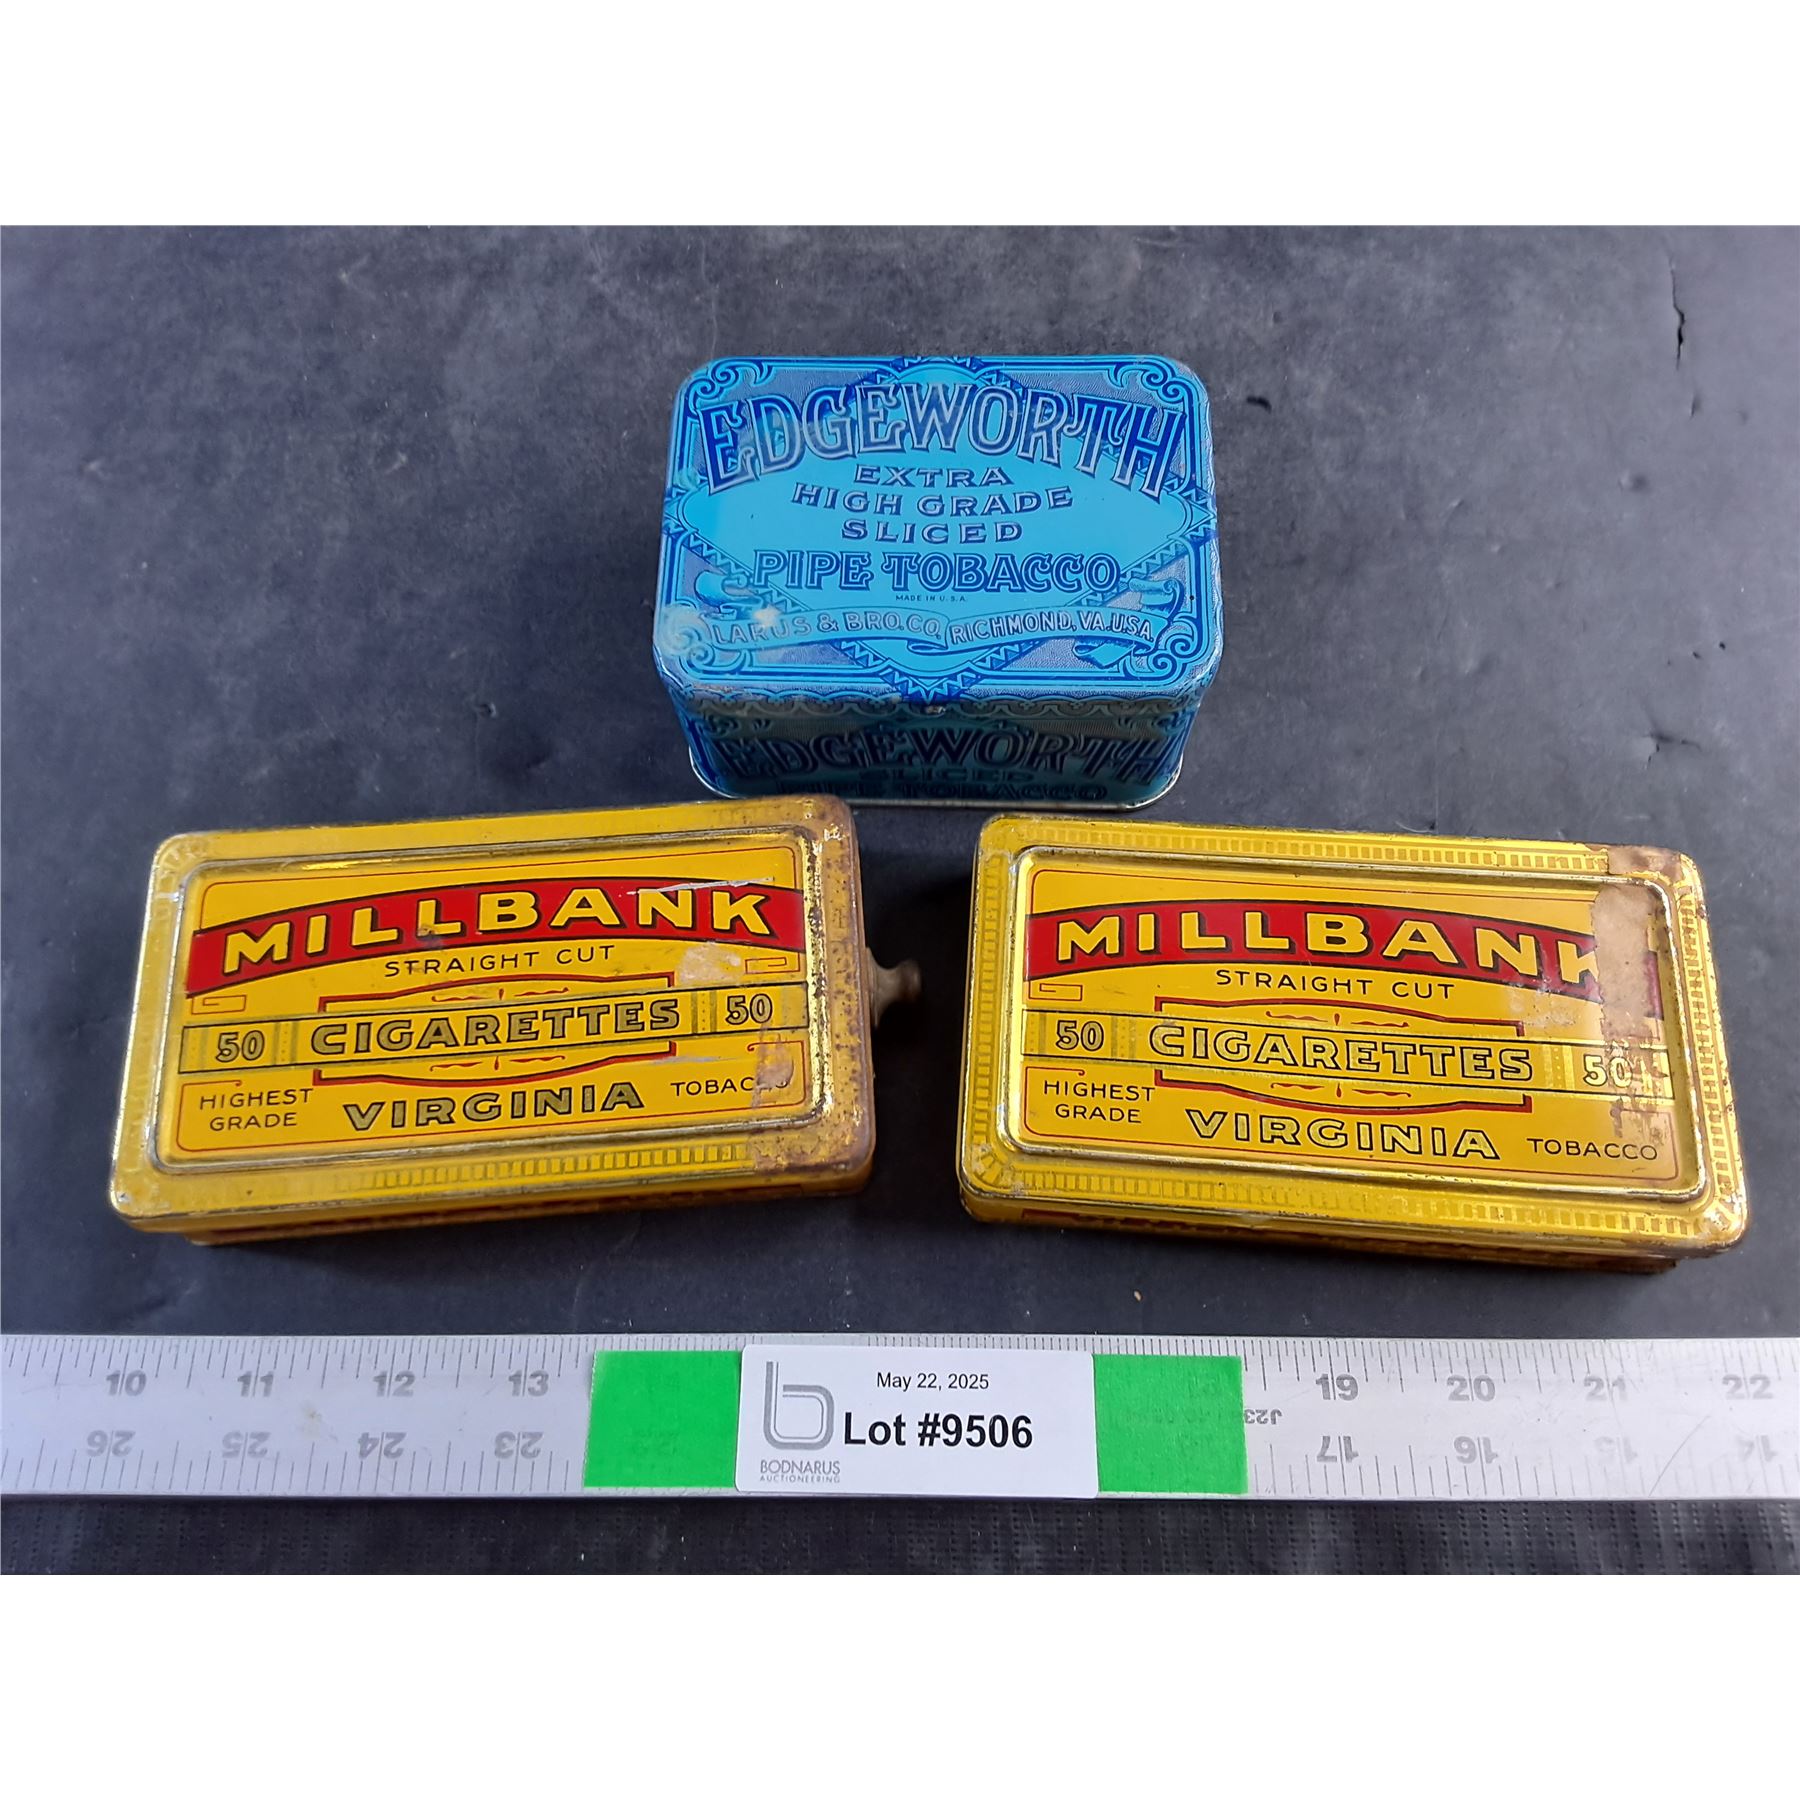 EDGEWORTH
EXTRA
HIGH GRADE
SLICED
PIPE TOBACCO
MADE IN U.S.A.
LARUS & BRO. CO. RICHMOND, VA. U.S.A.
EDGEWORTH
SLICED
PIPE TOBACCO
MILLBANK
STRAIGHT CUT
50 CIGARETTES 50
HIGHEST
GRADE
VIRGINIA
TOBACCO
MILLBANK
STRAIGHT CUT
50 CIGARETTES 50
HIGHEST
GRADE
VIRGINIA
TOBACCO
10 11 12 13 19 20 21 22
26 25 24 23 17 16 15 14
May 22, 2025
Lot #9506
BODNARUS
AUCTIONEERING